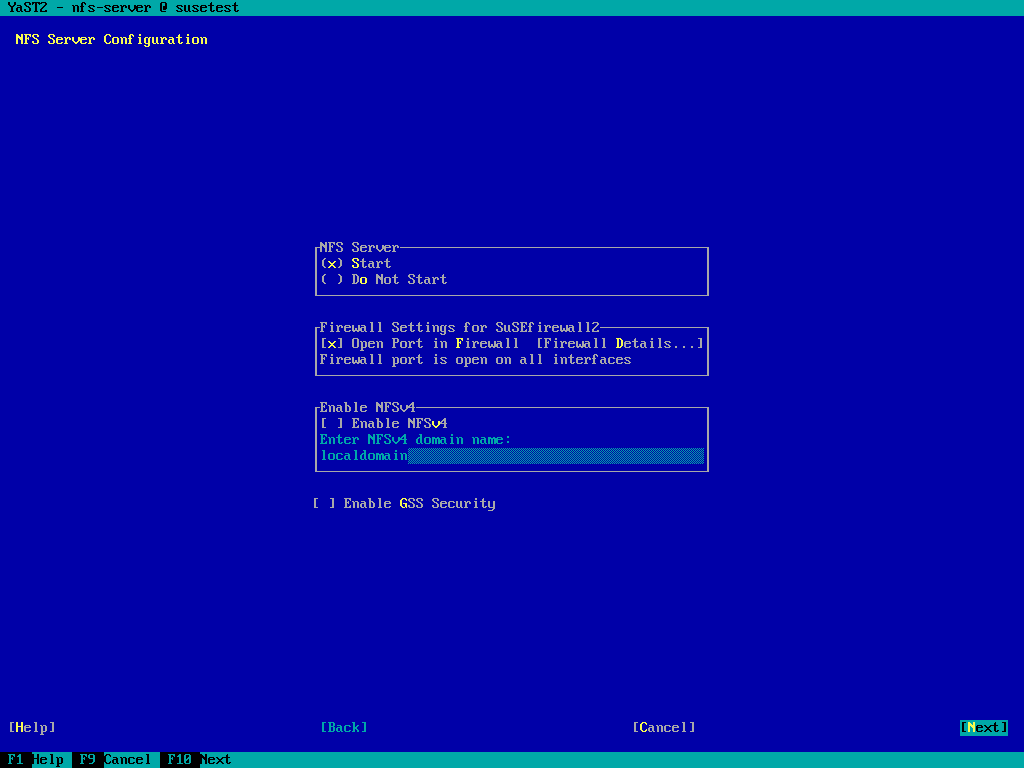 YaST2 - nfs-server @ susetest
NFS Server Configuration
NFS Server
(x) Start
( ) Do Not Start
Firewall Settings for SuSEfirewall2
[x] Open Port in Firewall [Firewall Details...]
Firewall port is open on all interfaces
Enable NFSv4
[ ] Enable NFSv4
Enter NFSv4 domain name:
localdomain
[ ] Enable GSS Security
[Help] [Back] [Cancel] [Next]
F1 Help F9 Cancel F10 Next